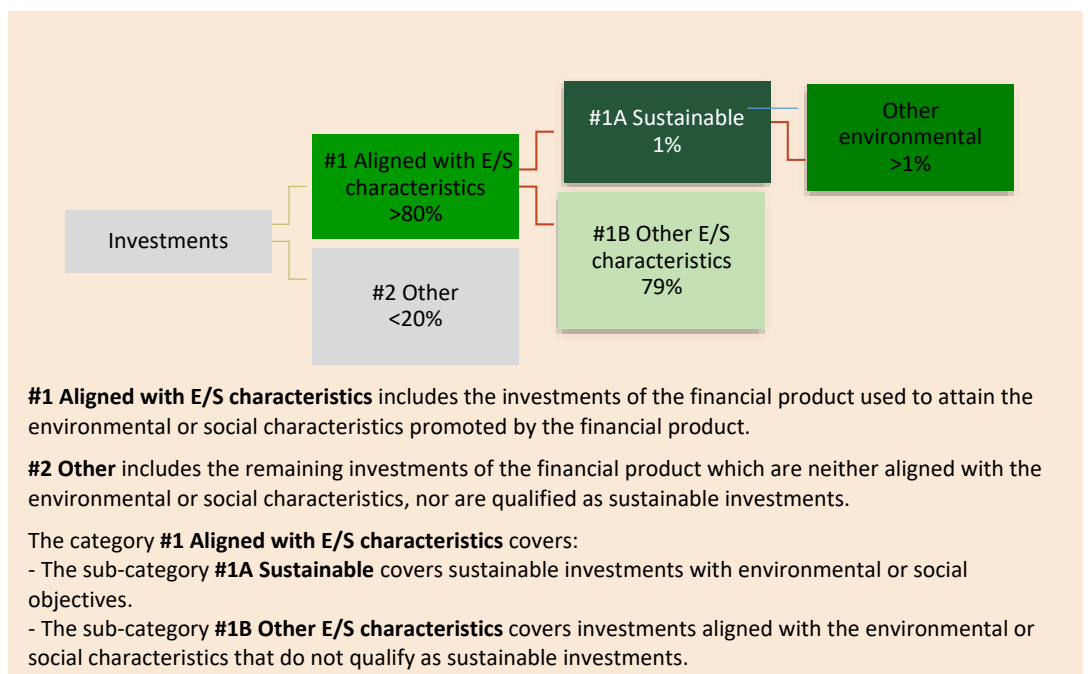 Investments
#1 Aligned with E/S
characteristics
>80%
#2 Other
<20%
#1A Sustainable
1%
#1B Other E/S
characteristics
79%
Other
environmental
>1%
#1 Aligned with E/S characteristics includes the investments of the financial product used to attain the
environmental or social characteristics promoted by the financial product.
#2 Other includes the remaining investments of the financial product which are neither aligned with the
environmental or social characteristics, nor are qualified as sustainable investments.
The category #1 Aligned with E/S characteristics covers:
- The sub-category #1A Sustainable covers sustainable investments with environmental or social
objectives.
- The sub-category #1B Other E/S characteristics covers investments aligned with the environmental or
social characteristics that do not qualify as sustainable investments.